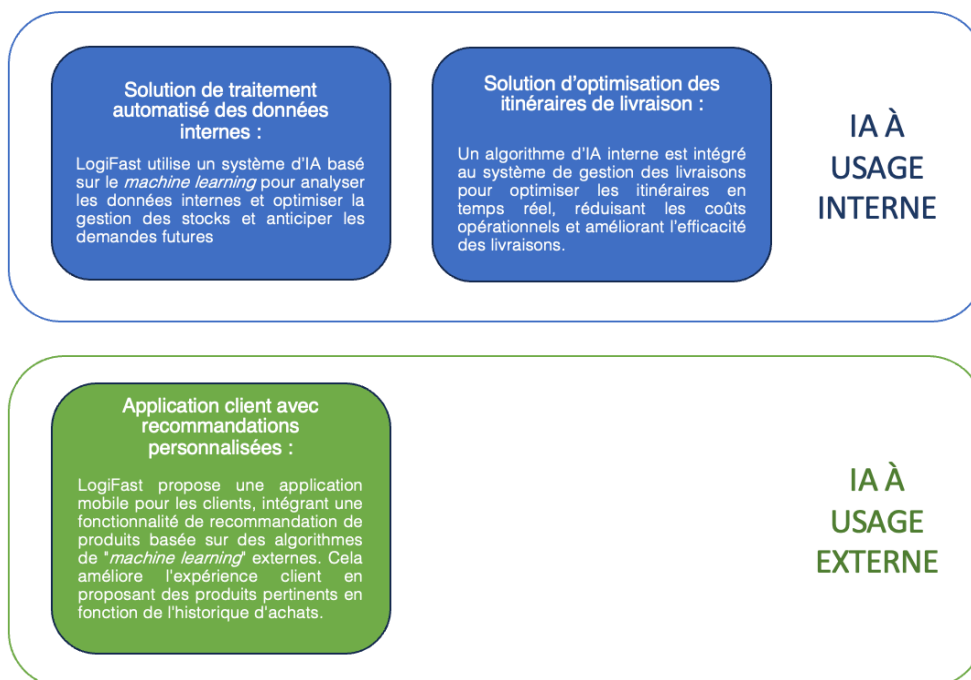 Solution de traitement
automatisé des données
internes :
LogiFast utilise un système d'IA basé
sur le machine learning pour analyser
les données internes et optimiser la
gestion des stocks et anticiper les
demandes futures
Solution d'optimisation des
itinéraires de livraison :
Un algorithme d'IA interne est intégré
au système de gestion des livraisons
pour optimiser les itinéraires en
temps réel, réduisant les coûts
opérationnels et améliorant l'efficacité
des livraisons.
IA À
USAGE
INTERNE
Application client avec
recommandations
personnalisées :
LogiFast propose une application
mobile pour les clients, intégrant une
fonctionnalité de recommandation de
produits basée sur des algorithmes
de "machine learning" externes. Cela
améliore l'expérience client en
proposant des produits pertinents en
fonction de l'historique d'achats.
IA À
USAGE
EXTERNE